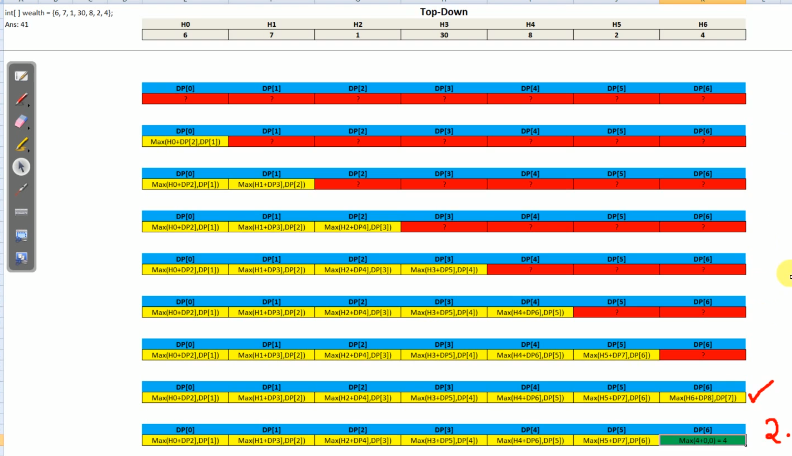 int[ ] wealth = {6, 7, 1, 30, 8, 2, 4};
Top-Down
Ans: 41
H0 H1 H2 H3 H4 H5 H6
6 7 1 30 8 2 4
DP[0] DP[1] DP[2] DP[3] DP[4] DP[5] DP[6]
? ? ? ? ? ? ?
DP[0] DP[1] DP[2] DP[3] DP[4] DP[5] DP[6]
Max(H0+DP[2],DP[1]) ? ? ? ? ? ?
DP[0] DP[1] DP[2] DP[3] DP[4] DP[5] DP[6]
Max(H0+DP2],DP[1]) Max(H1+DP3],DP[2]) ? ? ? ? ?
DP[0] DP[1] DP[2] DP[3] DP[4] DP[5] DP[6]
Max(H0+DP2],DP[1]) Max(H1+DP3],DP[2]) Max(H2+DP4],DP[3]) ? ? ? ?
DP[0] DP[1] DP[2] DP[3] DP[4] DP[5] DP[6]
Max(H0+DP2],DP[1]) Max(H1+DP3],DP[2]) Max(H2+DP4],DP[3]) Max(H3+DP5],DP[4]) ? ? ?
DP[0] DP[1] DP[2] DP[3] DP[4] DP[5] DP[6]
Max(H0+DP2],DP[1]) Max(H1+DP3],DP[2]) Max(H2+DP4],DP[3]) Max(H3+DP5],DP[4]) Max(H4+DP6],DP[5]) ? ?
DP[0] DP[1] DP[2] DP[3] DP[4] DP[5] DP[6]
Max(H0+DP2],DP[1]) Max(H1+DP3],DP[2]) Max(H2+DP4],DP[3]) Max(H3+DP5],DP[4]) Max(H4+DP6],DP[5]) Max(H5+DP7],DP[6]) ?
DP[0] DP[1] DP[2] DP[3] DP[4] DP[5] DP[6]
Max(H0+DP2],DP[1]) Max(H1+DP3],DP[2]) Max(H2+DP4],DP[3]) Max(H3+DP5],DP[4]) Max(H4+DP6],DP[5]) Max(H5+DP7],DP[6]) Max(H6+DP8],DP[7])
2.
DP[0] DP[1] DP[2] DP[3] DP[4] DP[5] DP[6]
Max(H0+DP2],DP[1]) Max(H1+DP3],DP[2]) Max(H2+DP4],DP[3]) Max(H3+DP5],DP[4]) Max(H4+DP6],DP[5]) Max(H5+DP7],DP[6]) Max(4+0,0) = 4